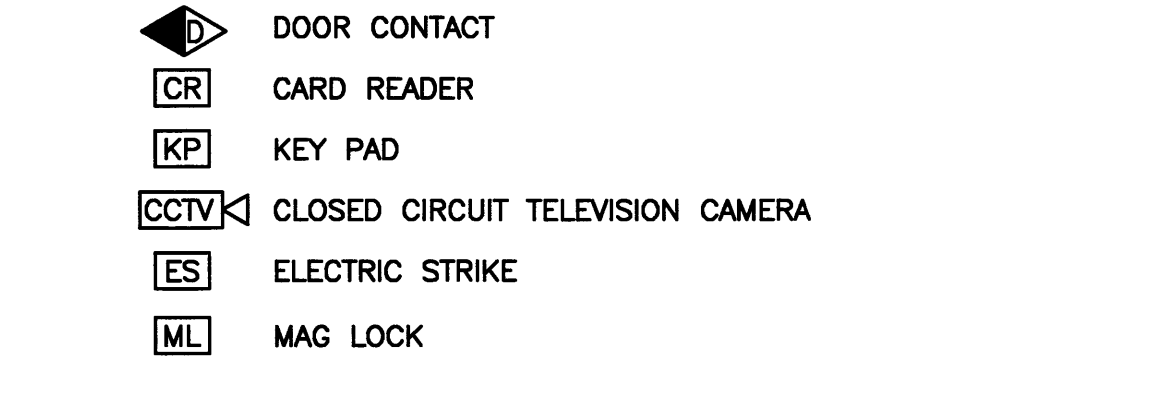 D DOOR CONTACT
CR CARD READER
KP KEY PAD
CCTV CLOSED CIRCUIT TELEVISION CAMERA
ES ELECTRIC STRIKE
ML MAG LOCK